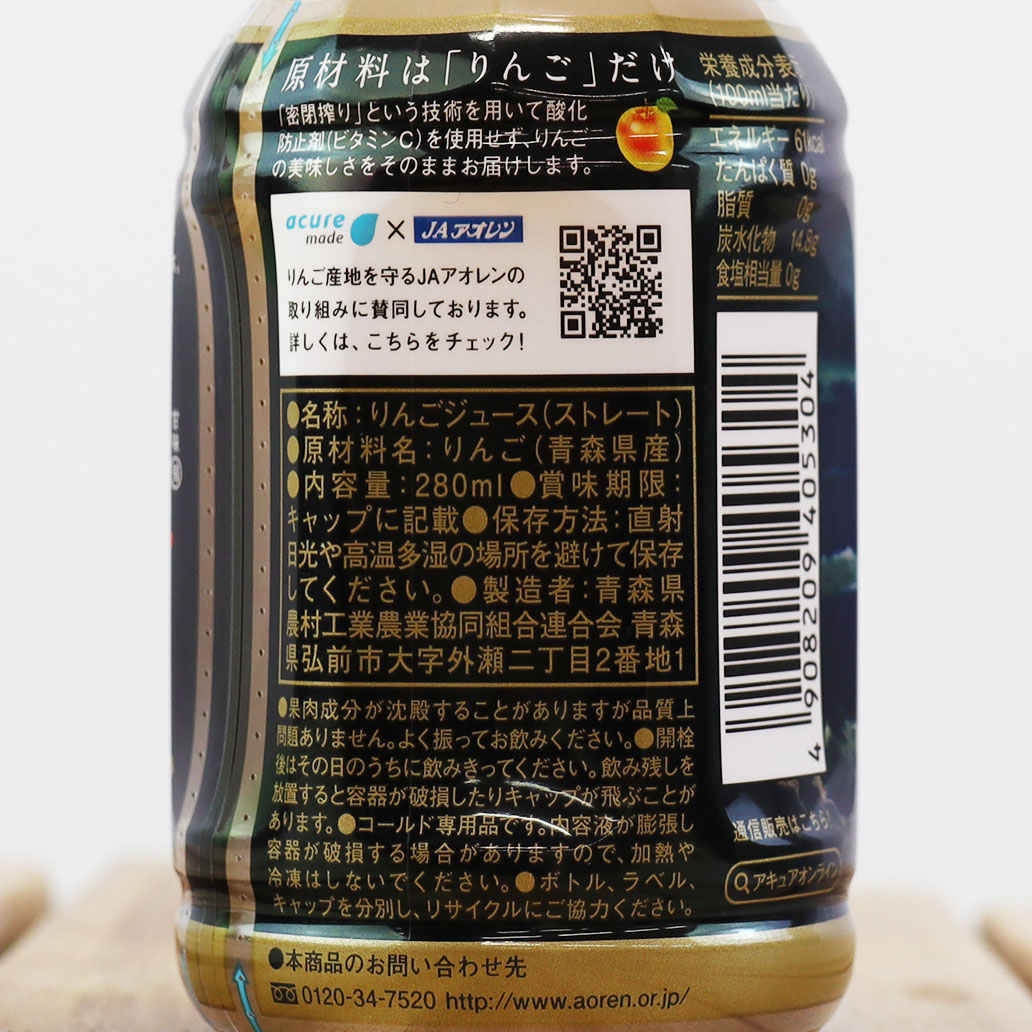 原材料は「りんご」だけ
「密閉搾り」という技術を用いて酸化
防止剤(ビタミンC)を使用せず、りんご
の美味しさをそのままお届けします。
acure made × JAアオレン
りんご産地を守るJAアオレンの
取り組みに賛同しております。
詳しくは、こちらをチェック!
●名称:りんごジュース(ストレート)
●原材料名:りんご(青森県産)
●内容量:280ml●賞味期限:
キャップに記載●保存方法:直射
日光や高温多湿の場所を避けて保存
してください。●製造者:青森県
農村工業農業協同組合連合会 青森
県弘前市大字外瀬二丁目2番地1
●果肉成分が沈殿することがありますが品質上
問題ありません。よく振ってお飲みください。●開栓
後はその日のうちに飲みきってください。飲み残しを
放置すると容器が破損したりキャップが飛ぶことが
あります。●コールド専用品です。内容液が膨張し
容器が破損する場合がありますので、加熱や
冷凍はしないでください。●ボトル、ラベル、
キャップを分別し、リサイクルにご協力ください。
●本商品のお問い合わせ先
0120-34-7520 http://www.aoren.or.jp/
栄養成分表示
(100ml当たり)
エネルギー 61kcal
たんぱく質 0g
脂質 0g
炭水化物 14.8g
食塩相当量 0g
4908209405304
通信販売はこちら!
アキュアオンライン